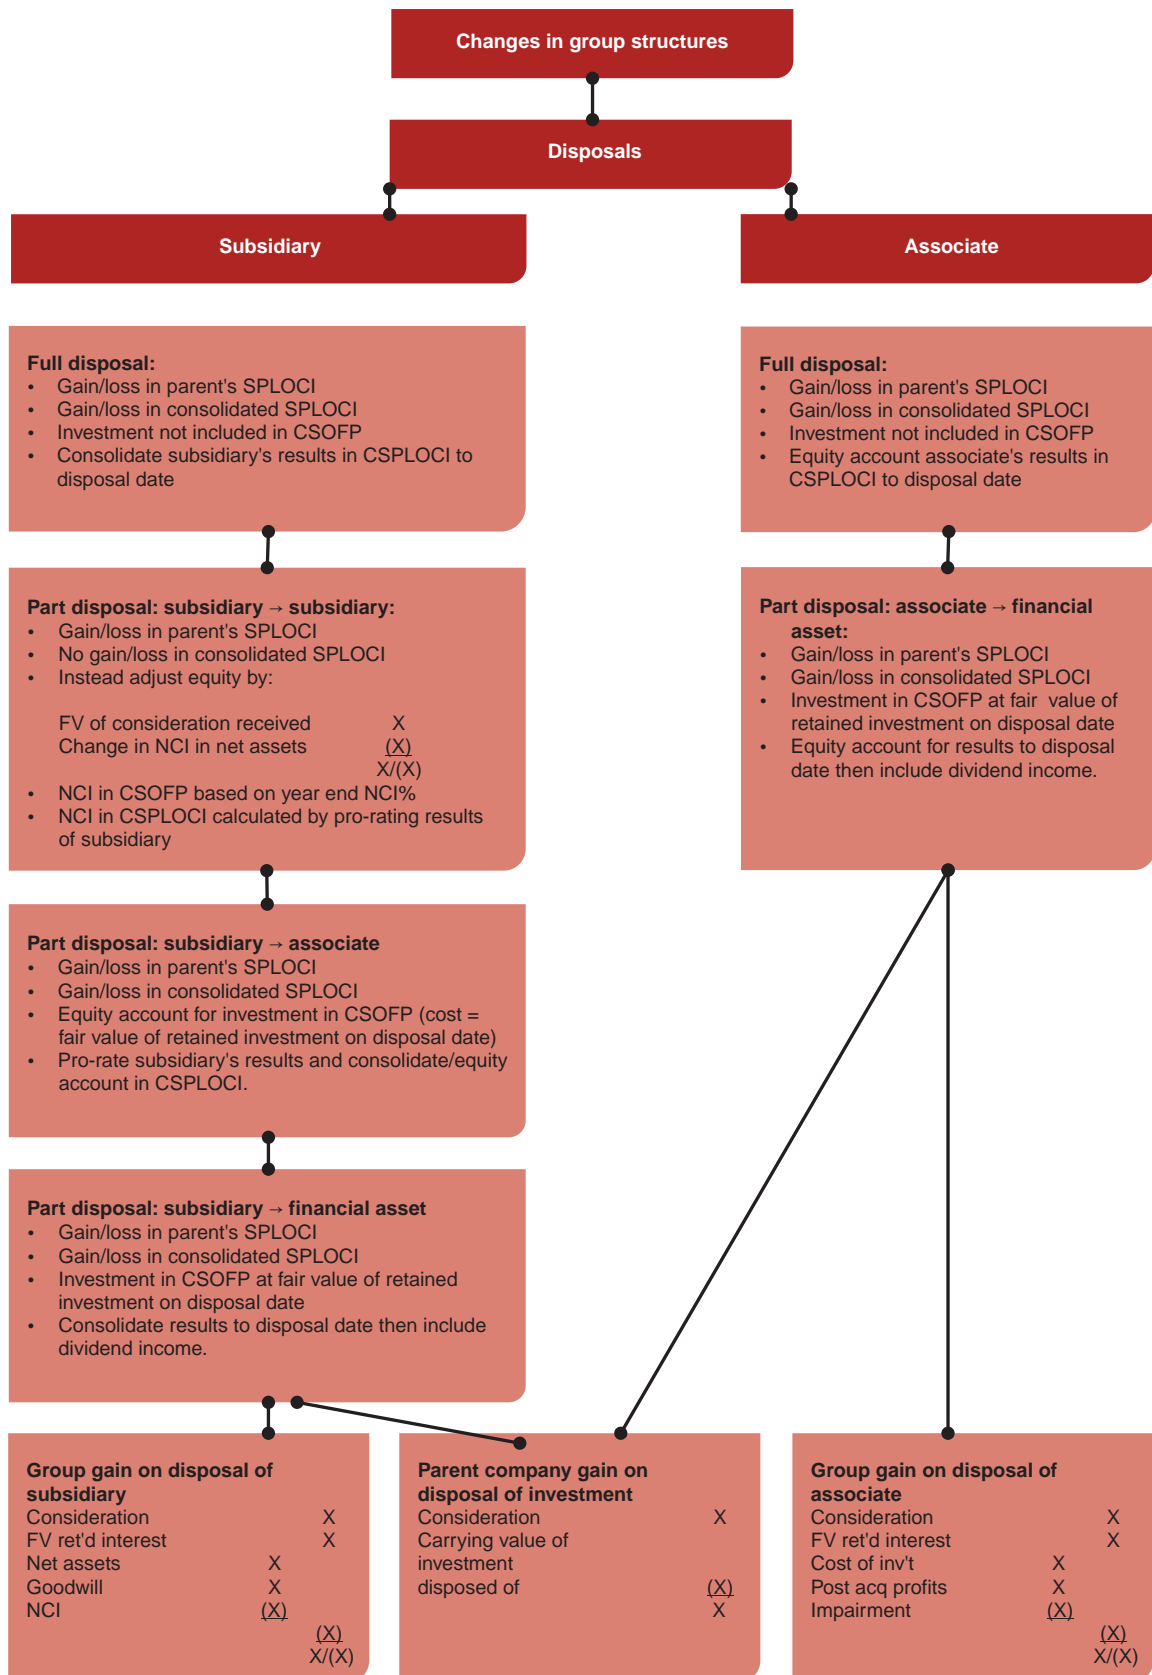 Changes in group structures
Disposals
Subsidiary
Full disposal:
• Gain/loss in parent's SPLOCI
• Gain/loss in consolidated SPLOCI
• Investment not included in CSOFP
• Consolidate subsidiary's results in CSPLOCI to
disposal date
Part disposal: subsidiary → subsidiary:
• Gain/loss in parent's SPLOCI
• No gain/loss in consolidated SPLOCI
• Instead adjust equity by:
FV of consideration received X
Change in NCI in net assets (X)
X/(X)
• NCI in CSOFP based on year end NCI%
• NCI in CSPLOCI calculated by pro-rating results
of subsidiary
Part disposal: subsidiary → associate
• Gain/loss in parent's SPLOCI
• Gain/loss in consolidated SPLOCI
• Equity account for investment in CSOFP (cost =
fair value of retained investment on disposal date)
• Pro-rate subsidiary's results and consolidate/equity
account in CSPLOCI.
Part disposal: subsidiary → financial asset
• Gain/loss in parent's SPLOCI
• Gain/loss in consolidated SPLOCI
• Investment in CSOFP at fair value of retained
investment on disposal date
• Consolidate results to disposal date then include
dividend income.
Associate
Full disposal:
• Gain/loss in parent's SPLOCI
• Gain/loss in consolidated SPLOCI
• Investment not included in CSOFP
• Equity account associate's results in
CSPLOCI to disposal date
Part disposal: associate → financial
asset:
• Gain/loss in parent's SPLOCI
• Gain/loss in consolidated SPLOCI
• Investment in CSOFP at fair value of
retained investment on disposal date
• Equity account for results to disposal
date then include dividend income.
Group gain on disposal of
subsidiary
Consideration X
FV ret'd interest X
Net assets X
Goodwill X
NCI (X)
(X)
X/(X)
Parent company gain on
disposal of investment
Consideration X
Carrying value of
investment
disposed of (X)
X
Group gain on disposal of
associate
Consideration X
FV ret'd interest X
Cost of inv't X
Post acq profits X
Impairment (X)
(X)
X/(X)